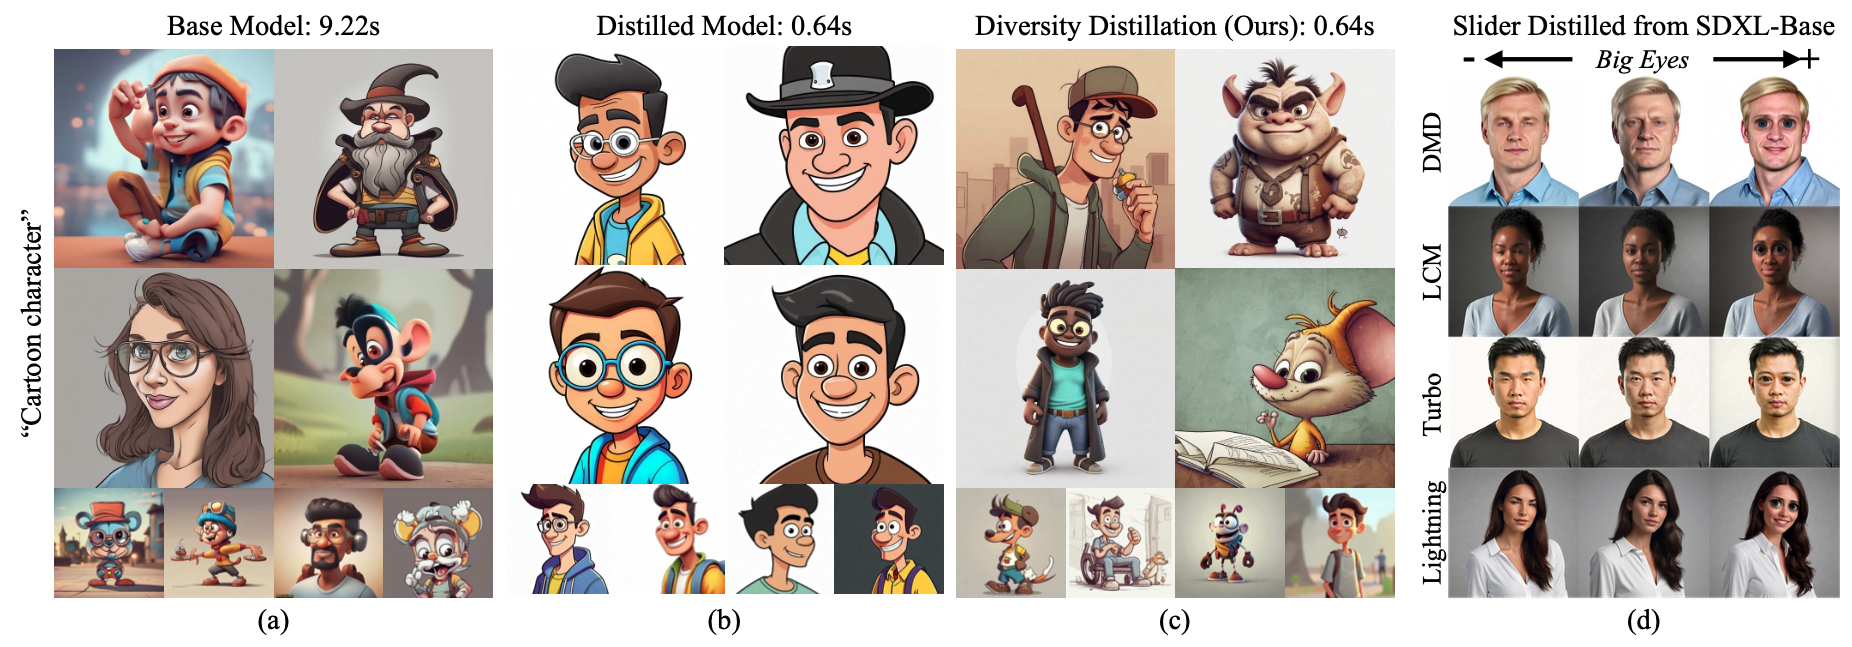 Base Model: 9.22s
Distilled Model: 0.64s
Diversity Distillation (Ours): 0.64s
Slider Distilled from SDXL-Base
- Big Eyes +
“Cartoon character”
DMD
LCM
Turbo
Lightning
(a)
(b)
(c)
(d)